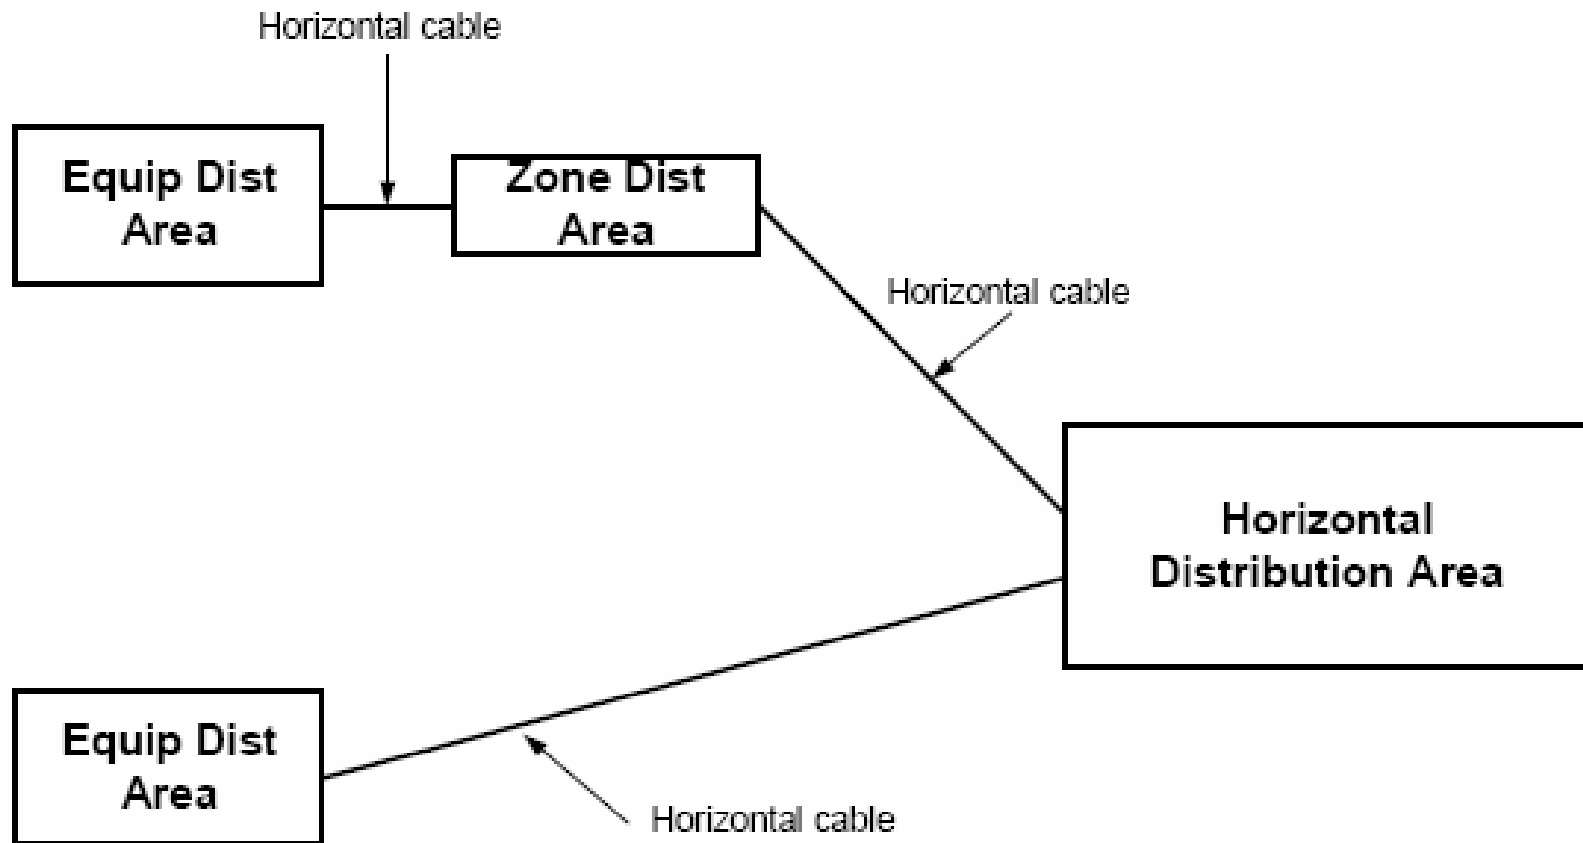 Horizontal cable
Equip Dist
Area
Zone Dist
Area
Horizontal cable
Horizontal
Distribution Area
Equip Dist
Area
Horizontal cable